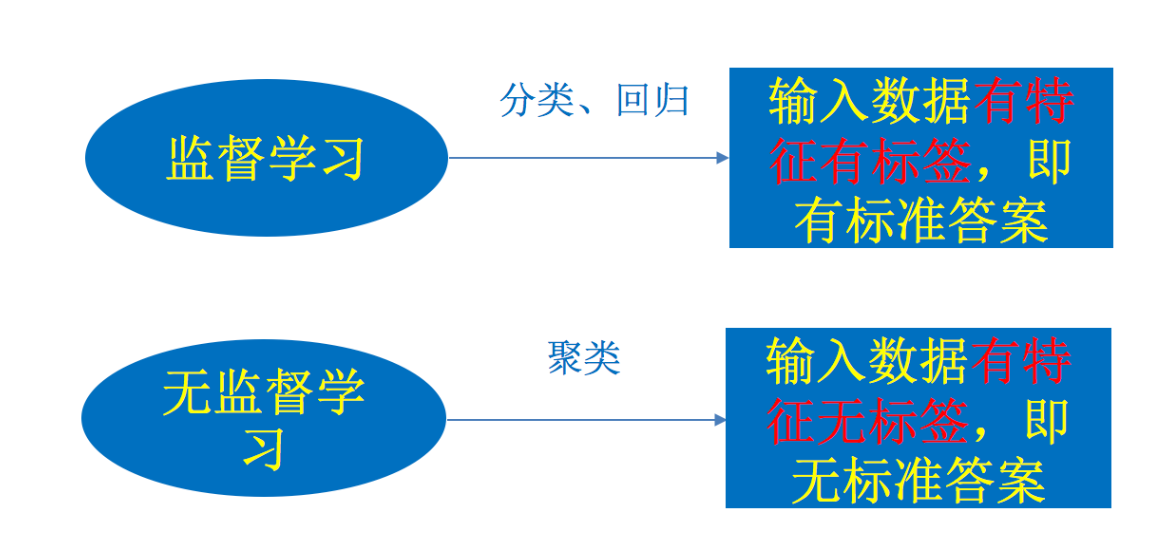 监督学习
分类、回归
输入数据有特
征有标签，即
有标准答案
无监督学
习
聚类
输入数据有特
征无标签，即
无标准答案